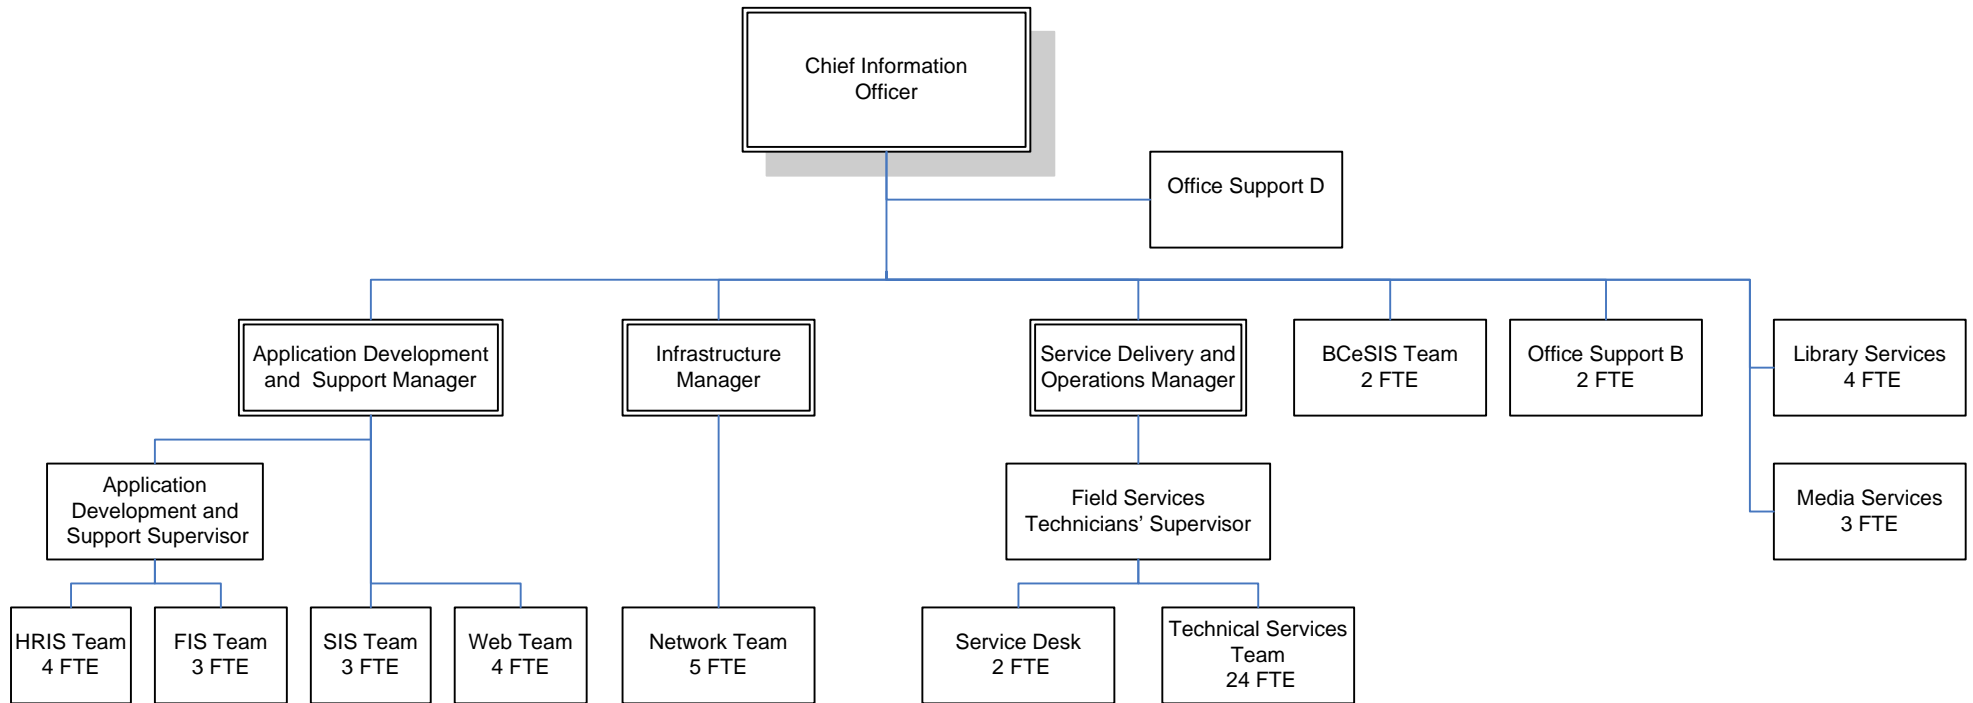 Chief Information
Officer
Office Support D
Application Development
and Support Manager
Infrastructure
Manager
Service Delivery and
Operations Manager
BCeSIS Team
2 FTE
Office Support B
2 FTE
Library Services
4 FTE
Application
Development and
Support Supervisor
Field Services
Technicians’ Supervisor
Media Services
3 FTE
HRIS Team
4 FTE
FIS Team
3 FTE
SIS Team
3 FTE
Web Team
4 FTE
Network Team
5 FTE
Service Desk
2 FTE
Technical Services
Team
24 FTE